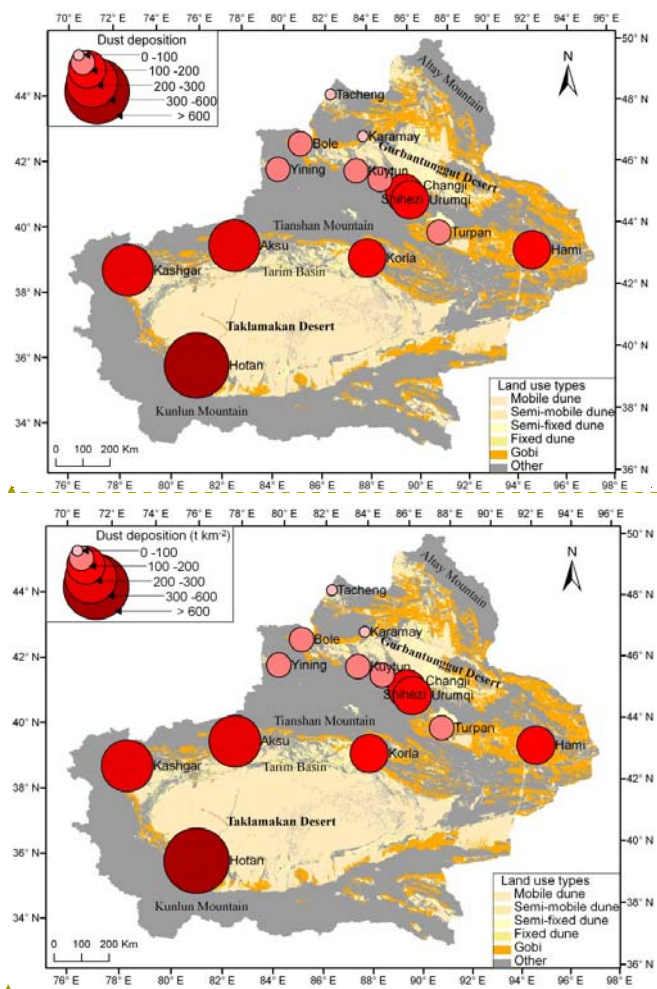 70° E 72° E 74° E 76° E 78° E 80° E 82° E 84° E 86° E 88° E 90° E 92° E 94° E 96° E
Dust deposition
0 -100
100 -200
200 -300
300 -600
> 600
N
50° N
48° N
46° N
44° N
42° N
40° N
38° N
36° N
44° N
42° N
40° N
38° N
36° N
34° N
Altay Mountain
Tacheng
Karamay
Bole
Gurbantunggut Desert
Yining
Kuytun
Changji
Shihezi
Urumqi
Tianshan Mountain
Turpan
Aksu
Hami
Korla
Kashgar
Tarim Basin
Taklamakan Desert
Hotan
Kunlun Mountain
Land use types
Mobile dune
Semi-mobile dune
Semi-fixed dune
Fixed dune
Gobi
Other
0 100 200 Km
76° E 78° E 80° E 82° E 84° E 86° E 88° E 90° E 92° E 94° E 96° E 98° E
70° E 72° E 74° E 76° E 78° E 80° E 82° E 84° E 86° E 88° E 90° E 92° E 94° E 96° E
Dust deposition (t km-2)
0 -100
100 -200
200 -300
300 -600
> 600
N
50° N
48° N
46° N
44° N
42° N
40° N
38° N
36° N
44° N
42° N
40° N
38° N
36° N
34° N
Altay Mountain
Tacheng
Karamay
Bole
Gurbantunggut Desert
Yining
Kuytun
Changji
Shihezi
Urumqi
Tianshan Mountain
Turpan
Aksu
Hami
Korla
Kashgar
Tarim Basin
Taklamakan Desert
Hotan
Kunlun Mountain
Land use types
Mobile dune
Semi-mobile dune
Semi-fixed dune
Fixed dune
Gobi
Other
0 100 200 Km
76° E 78° E 80° E 82° E 84° E 86° E 88° E 90° E 92° E 94° E 96° E 98° E